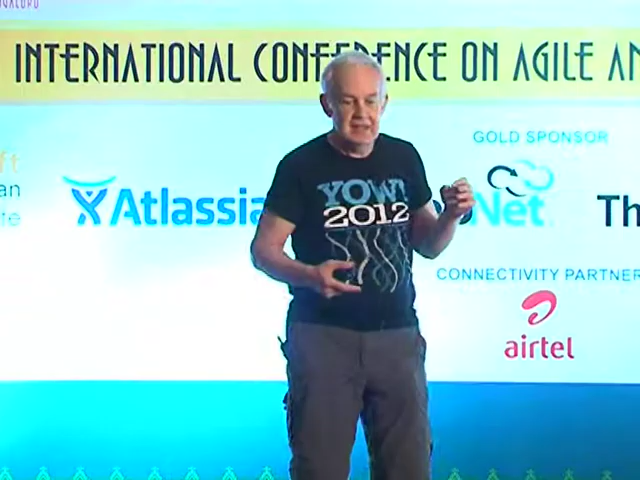 INTERNATIONAL CONFERENCE ON AGILE AN
GOLD SPONSOR
Atlassia
Net
Th
YOW!
2012
CONNECTIVITY PARTNER
airtel